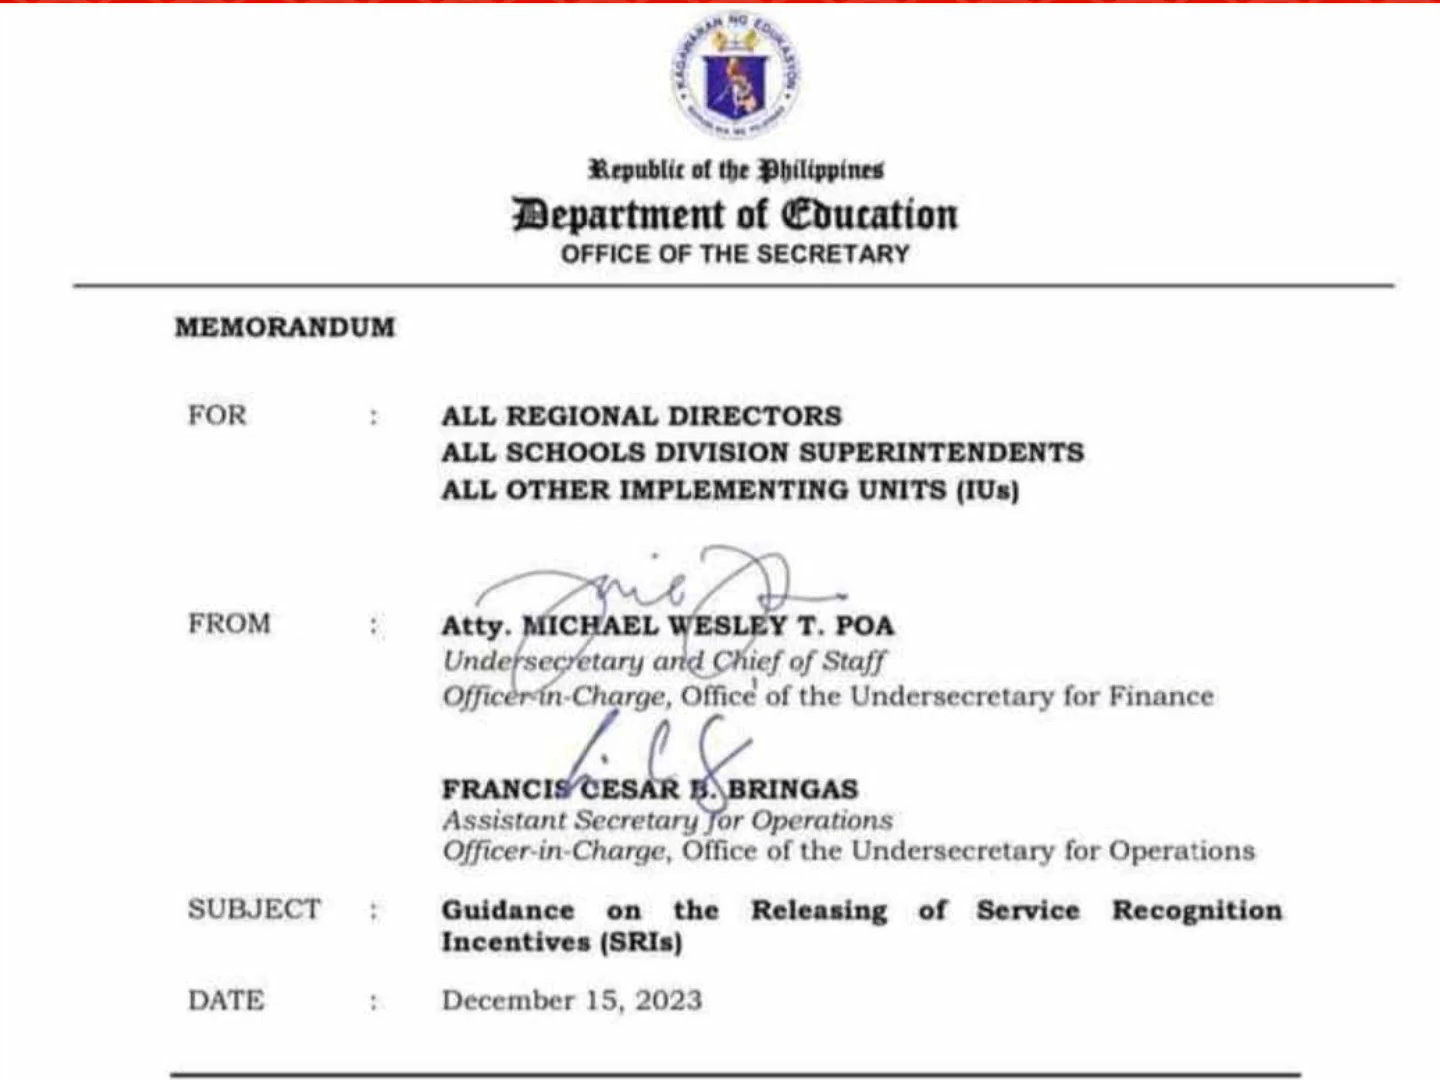 KAGAWARAN NG EDUKASYON
Republic of the Philippines
Department of Education
OFFICE OF THE SECRETARY
MEMORANDUM
FOR : ALL REGIONAL DIRECTORS
ALL SCHOOLS DIVISION SUPERINTENDENTS
ALL OTHER IMPLEMENTING UNITS (IUs)
FROM : Atty. MICHAEL WESLEY T. POA
Undersecretary and Chief of Staff
Officer-in-Charge, Office of the Undersecretary for Finance
FRANCIS CESAR B. BRINGAS
Assistant Secretary for Operations
Officer-in-Charge, Office of the Undersecretary for Operations
SUBJECT : Guidance on the Releasing of Service Recognition
Incentives (SRIs)
DATE : December 15, 2023